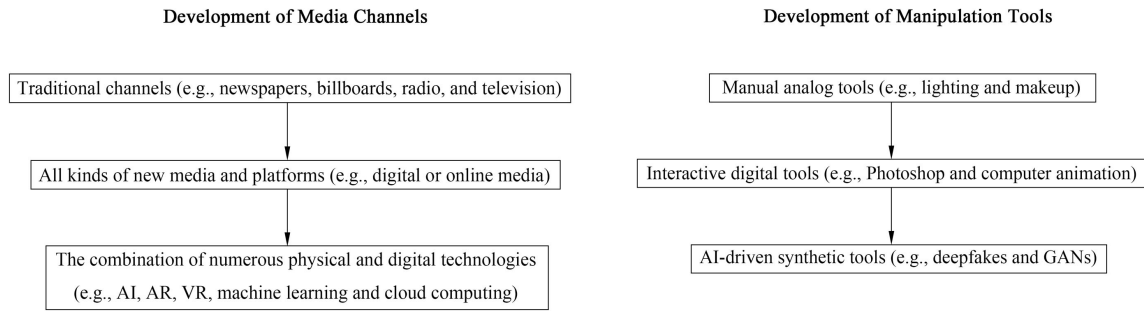 Development of Media Channels
Traditional channels (e.g., newspapers, billboards, radio, and television)
All kinds of new media and platforms (e.g., digital or online media)
The combination of numerous physical and digital technologies
(e.g., AI, AR, VR, machine learning and cloud computing)
Development of Manipulation Tools
Manual analog tools (e.g., lighting and makeup)
Interactive digital tools (e.g., Photoshop and computer animation)
AI-driven synthetic tools (e.g., deepfakes and GANs)